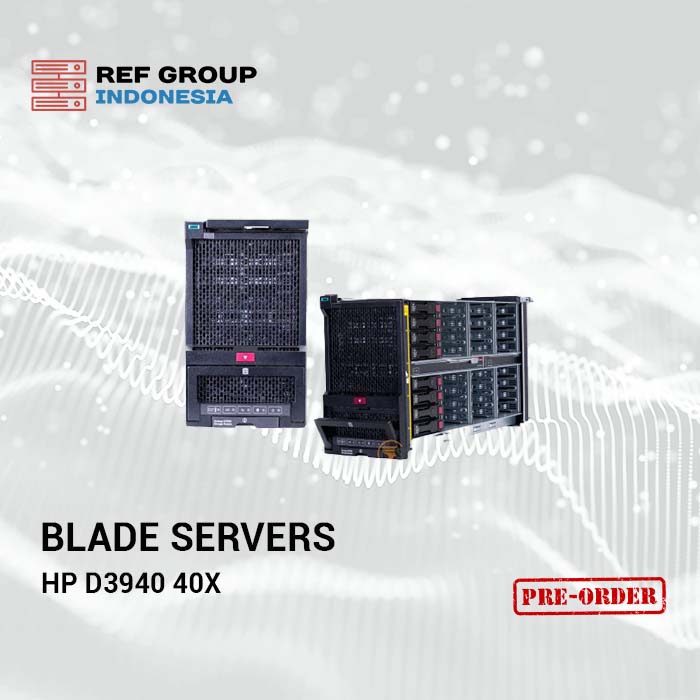 REF GROUP
INDONESIA
BLADE SERVERS
HP D3940 40X
PRE-ORDER